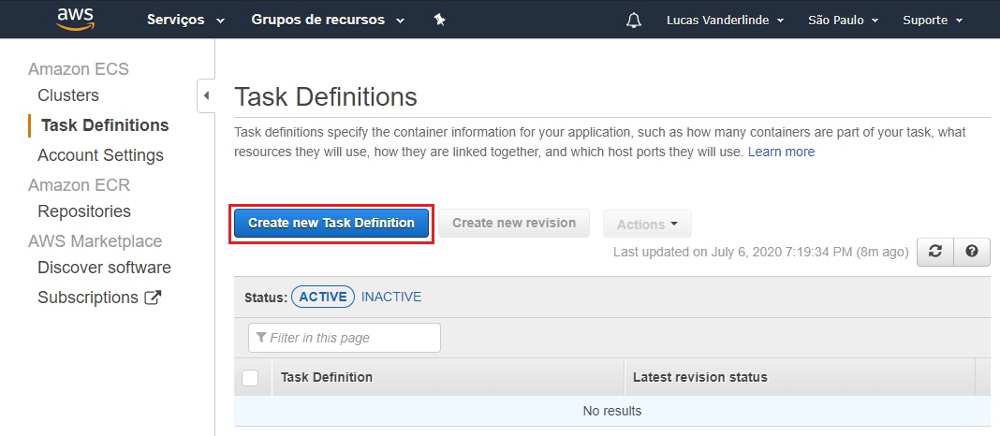 aws Serviços Grupos de recursos Lucas Vanderlinde São Paulo Suporte
Amazon ECS
Clusters
Task Definitions
Account Settings
Amazon ECR
Repositories
AWS Marketplace
Discover software
Subscriptions
Task Definitions
Task definitions specify the container information for your application, such as how many containers are part of your task, what
resources they will use, how they are linked together, and which host ports they will use. Learn more
Create new Task Definition Create new revision Actions
Last updated on July 6, 2020 7:19:34 PM (8m ago)
Status: ACTIVE INACTIVE
Filter in this page
Task Definition Latest revision status
No results